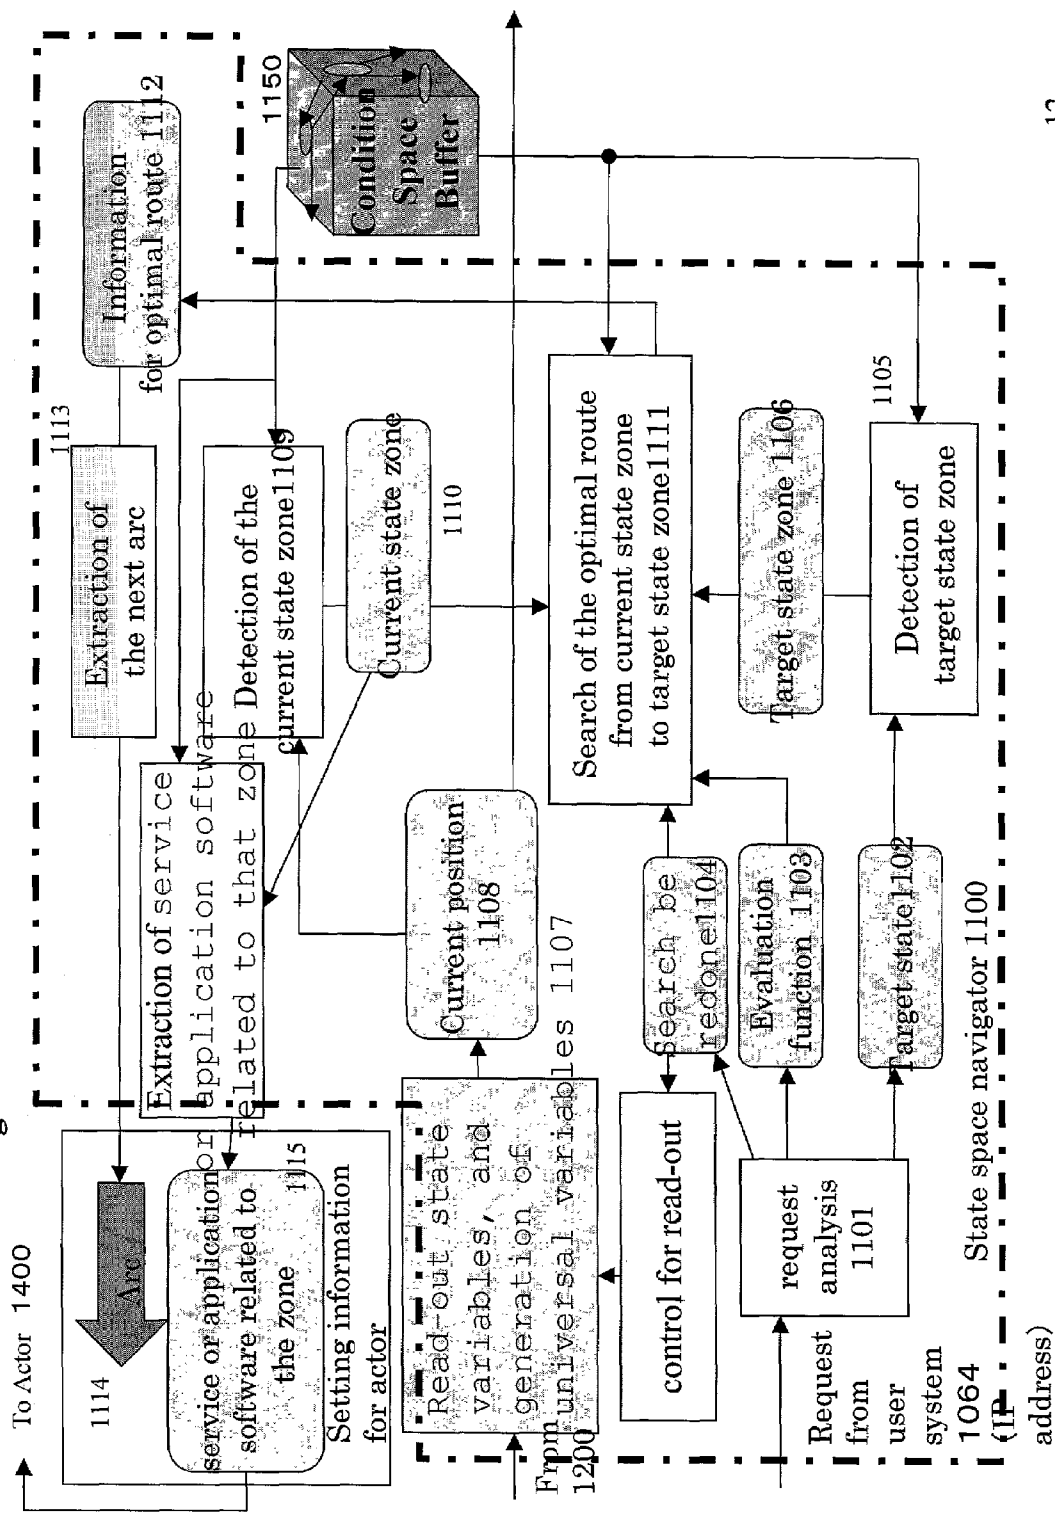 To Actor 1400
1114
Arc
service or application
software related to
the zone
1115
Setting information
for actor
Extraction of service
or application software
related to that zone
Extraction of
the next arc
1113
Information
for optimal route 1112
1150
Condition
Space
Buffer
Detection of the
current state zone1109
Current state zone
1110
Current position
1108
Read-out state
variables, and
generation of
universal variables 1107
From
1200
control for read-out
Search be
redone1104
Search of the optimal route
from current state zone
to target state zone1111
Evaluation
function 1103
Target state zone 1106
request
analysis
1101
Target state1102
Detection of
target state zone
1105
Request
from
user
system
1064
(IP
address)
State space navigator 1100